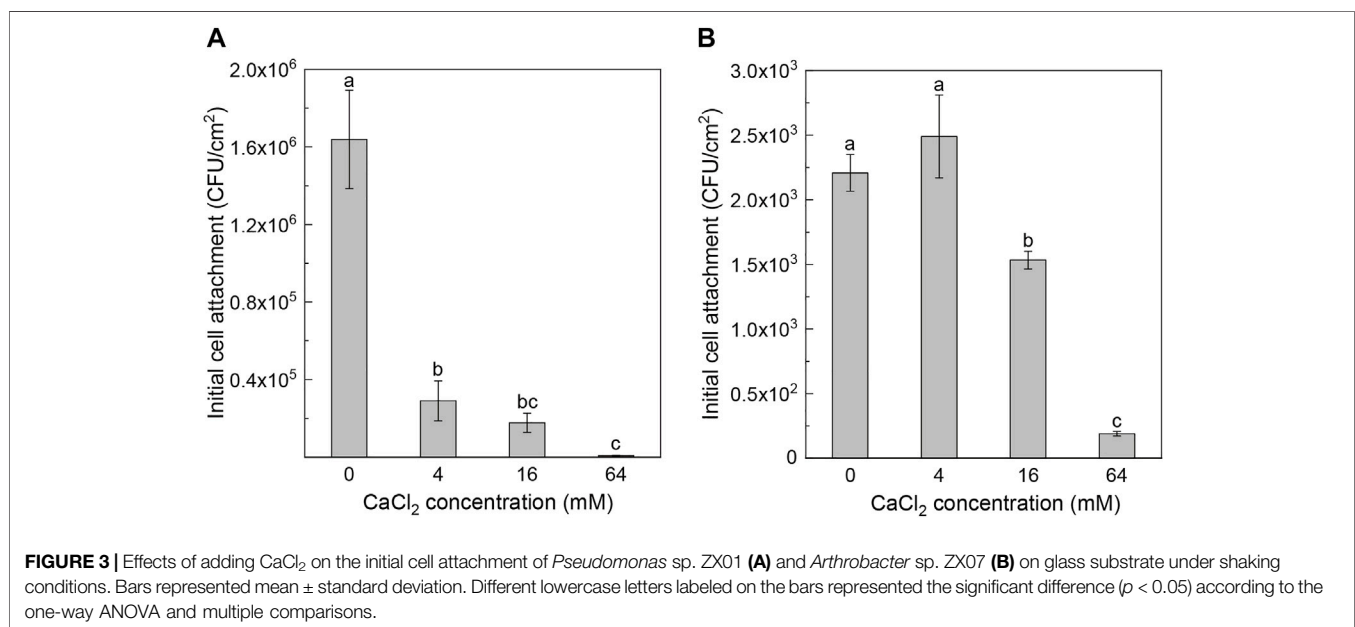 A
Initial cell attachment (CFU/cm²)
2.0x10⁶
1.6x10⁶
1.2x10⁶
0.8x10⁵
0.4x10⁵
a
b
bc
c
0 4 16 64
CaCl₂ concentration (mM)
B
Initial cell attachment (CFU/cm²)
3.0x10³
2.5x10³
2.0x10³
1.5x10³
1.0x10³
0.5x10²
0
a
a
b
c
0 4 16 64
CaCl₂ concentration (mM)
FIGURE 3 | Effects of adding CaCl₂ on the initial cell attachment of Pseudomonas sp. ZX01 (A) and Arthrobacter sp. ZX07 (B) on glass substrate under shaking
conditions. Bars represented mean ± standard deviation. Different lowercase letters labeled on the bars represented the significant difference (p < 0.05) according to the
one-way ANOVA and multiple comparisons.